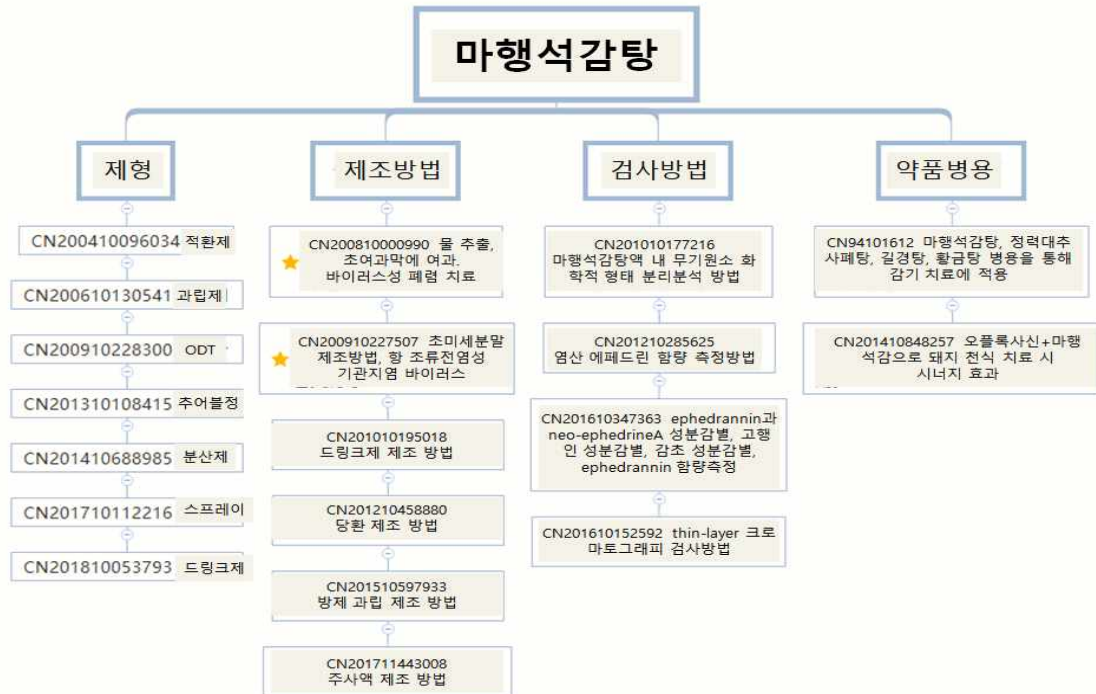 마행석감탕
제형
제조방법
검사방법
약품병용
CN200410096034 적환제
CN200610130541 과립제
CN200910228300 ODT
CN201310108415 추어블정
CN201410688985 분산제
CN201710112216 스프레이
CN201810053793 드링크제
CN200810000990 물 추출,
초여과막에 여과.
바이러스성 폐렴 치료
CN200910227507 초미세분말
제조방법, 항 조류전염성
기관지염 바이러스
CN201010195018
드링크제 제조 방법
CN201210458880
당환 제조 방법
CN201510597933
방제 과립 제조 방법
CN201711443008
주사액 제조 방법
CN201010177216
마행석감탕액 내 무기원소 화
학적 형태 분리분석 방법
CN201210285625
염산 에페드린 함량 측정방법
CN201610347363 ephedrannin과
neo-ephedrineA 성분감별, 고행
인 성분감별, 감초 성분감별,
ephedrannin 함량측정
CN201610152592 thin-layer 크로
마토그래피 검사방법
CN94101612 마행석감탕, 정력대추
사폐탕, 길경탕, 황금탕 병용을 통해
감기 치료에 적용
CN201410848257 오플록사신+마행
석감으로 돼지 천식 치료 시
시너지 효과